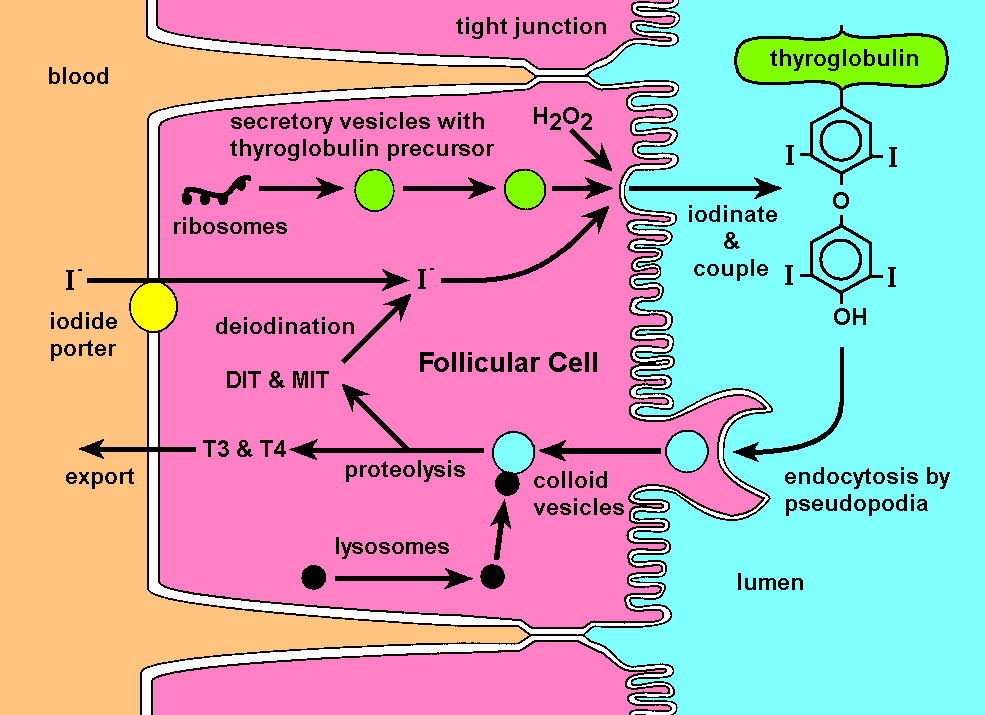 tight junction
thyroglobulin
blood
H2O2
secretory vesicles with
thyroglobulin precursor
I
I
ribosomes
O
iodinate
&
couple
I-
I-
I
I
iodide
porter
deiodination
OH
Follicular Cell
DIT & MIT
T3 & T4
export
proteolysis
colloid
vesicles
endocytosis by
pseudopodia
lysosomes
lumen